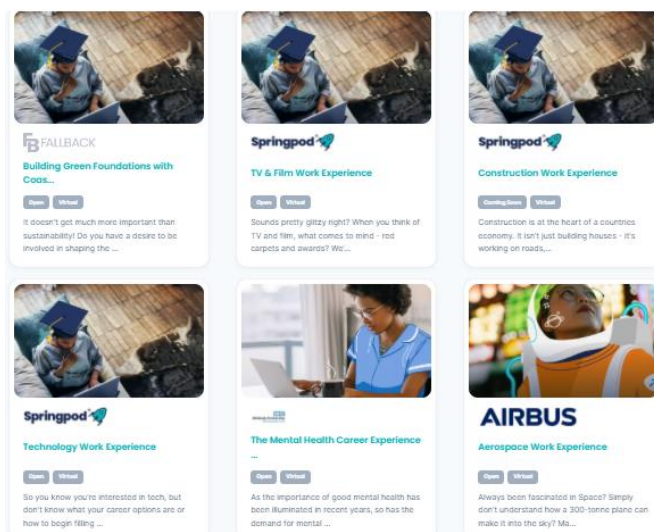 FB FALLBACK
Building Green Foundations with
Coas...
Open Virtual
It doesn't get much more important than
sustainability! Do you have a desire to be
involved in shaping the ...
Springpod
TV & Film Work Experience
Open Virtual
Sounds pretty glitzy right? When you think of
TV and film, what comes to mind - red
carpets and awards? We'...
Springpod
Construction Work Experience
Coming Soon Virtual
Construction is at the heart of a countries
economy. It isn't just building houses - it's
working on roads,...
Springpod
Technology Work Experience
Open Virtual
So you know you're interested in tech, but
don't know what your career options are or
how to begin filling ...
NHS
The Mental Health Career Experience
...
Open Virtual
As the importance of good mental health has
been illuminated in recent years, so has the
demand for mental ...
AIRBUS
Aerospace Work Experience
Open Virtual
Always been fascinated in Space? Simply
don't understand how a 300-tonne plane can
make it into the sky? Ma...